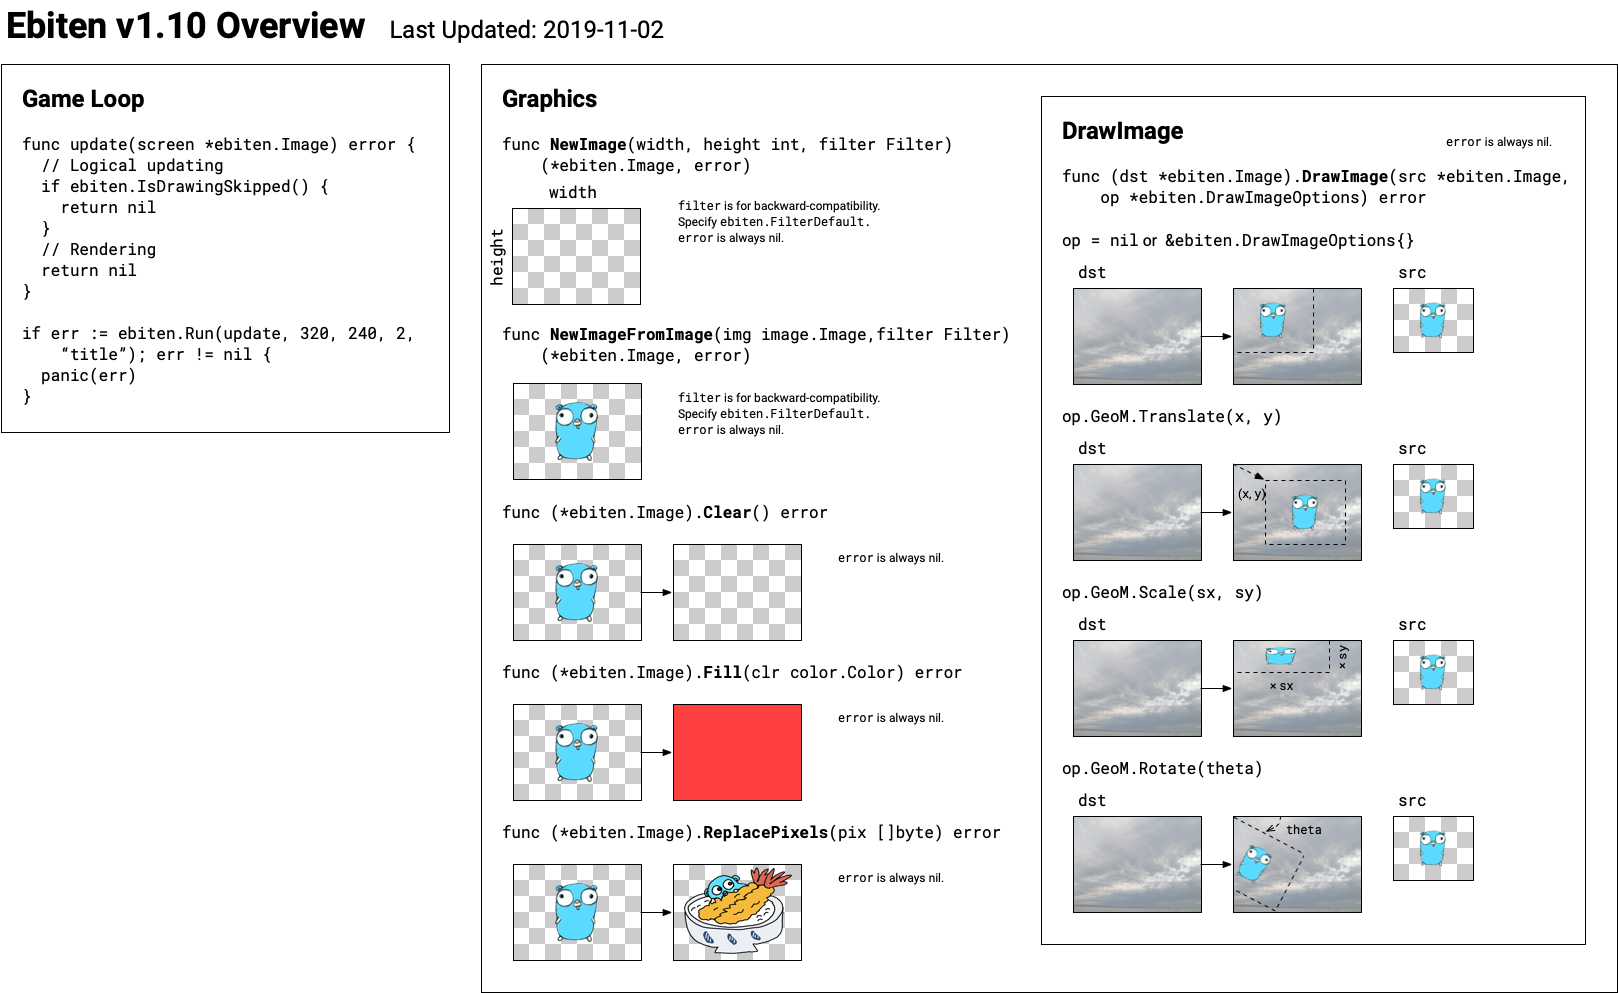 Ebiten v1.10 Overview Last Updated: 2019-11-02
Game Loop
func update(screen *ebiten.Image) error {
  // Logical updating
  if ebiten.IsDrawingSkipped() {
    return nil
  }
  // Rendering
  return nil
}
if err := ebiten.Run(update, 320, 240, 2,
    “title”); err != nil {
  panic(err)
}
Graphics
func NewImage(width, height int, filter Filter)
    (*ebiten.Image, error)
width
height
filter is for backward-compatibility.
Specify ebiten.FilterDefault.
error is always nil.
func NewImageFromImage(img image.Image,filter Filter)
    (*ebiten.Image, error)
filter is for backward-compatibility.
Specify ebiten.FilterDefault.
error is always nil.
func (*ebiten.Image).Clear() error
error is always nil.
func (*ebiten.Image).Fill(clr color.Color) error
error is always nil.
func (*ebiten.Image).ReplacePixels(pix []byte) error
error is always nil.
DrawImage
error is always nil.
func (dst *ebiten.Image).DrawImage(src *ebiten.Image,
    op *ebiten.DrawImageOptions) error
op = nil or &ebiten.DrawImageOptions{}
dst src
op.GeoM.Translate(x, y)
dst src
(x, y)
op.GeoM.Scale(sx, sy)
dst src
× sy
× sx
op.GeoM.Rotate(theta)
dst src
theta